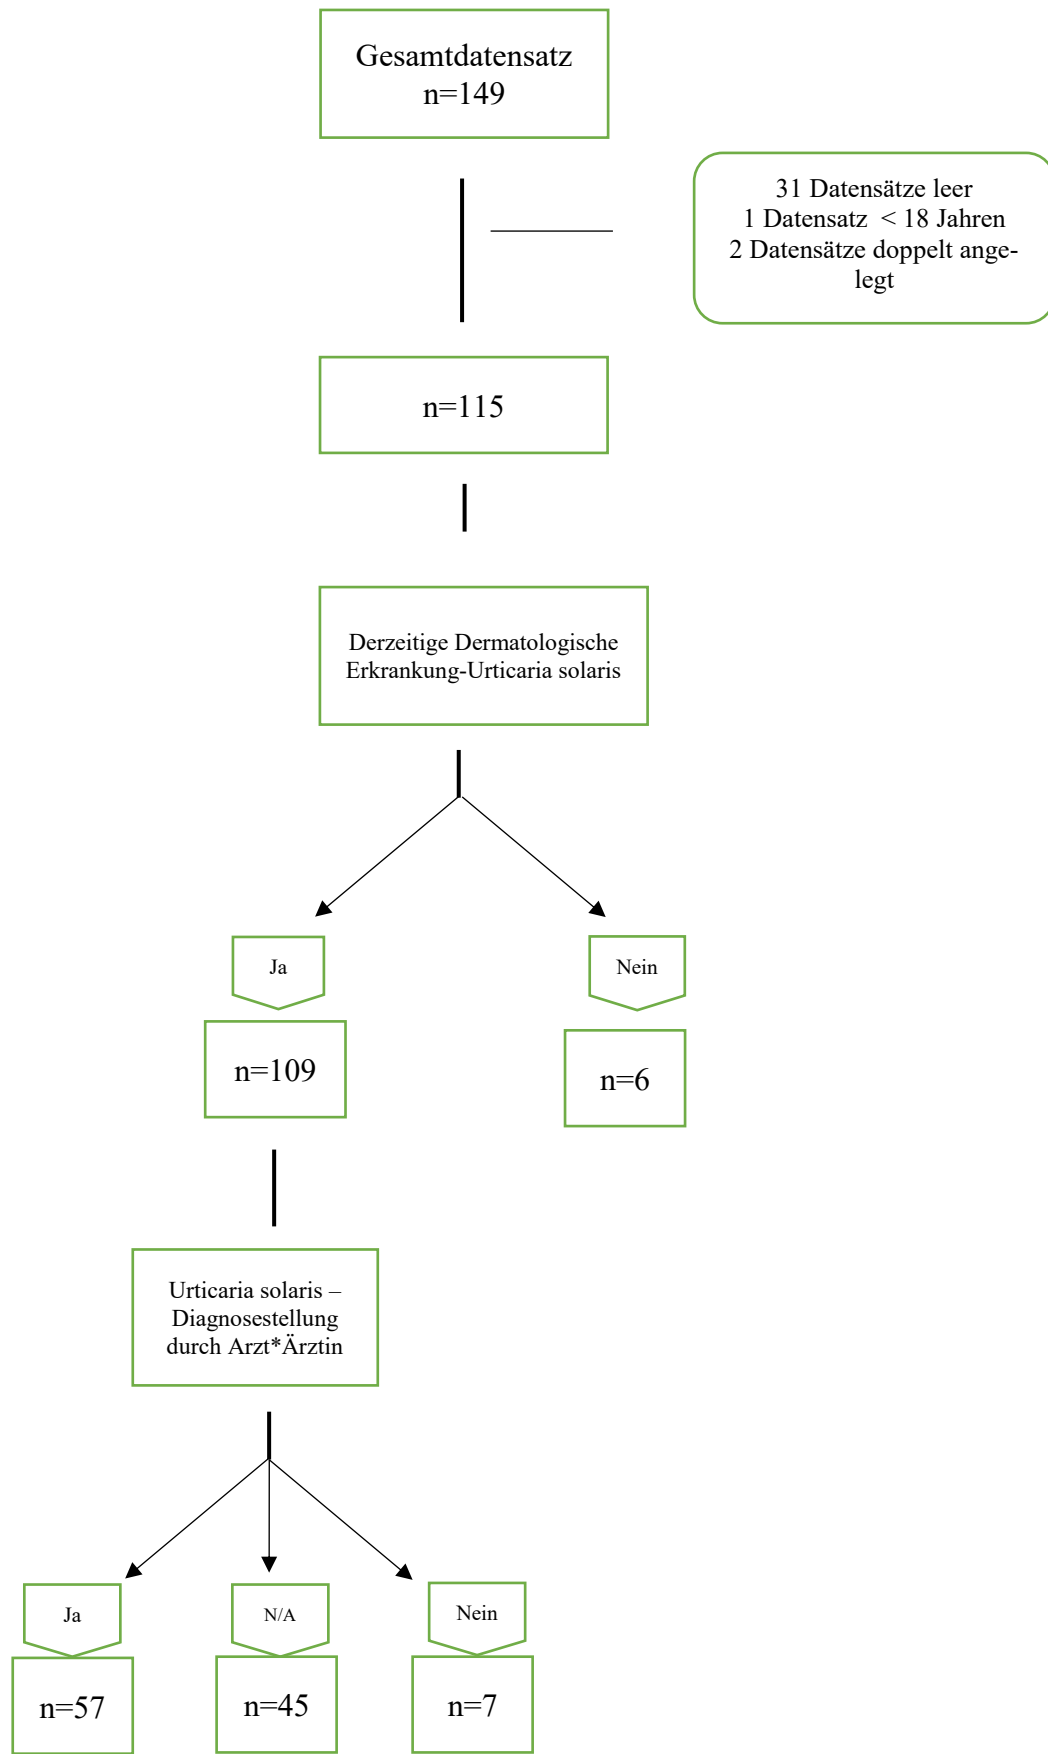 Gesamtdatensatz
n=149
31 Datensätze leer
1 Datensatz  < 18 Jahren
2 Datensätze doppelt ange-
legt
n=115
Derzeitige Dermatologische
Erkrankung-Urticaria solaris
Ja
Nein
n=109
n=6
Urticaria solaris –
Diagnosestellung
durch Arzt*Ärztin
Ja
N/A
Nein
n=57
n=45
n=7